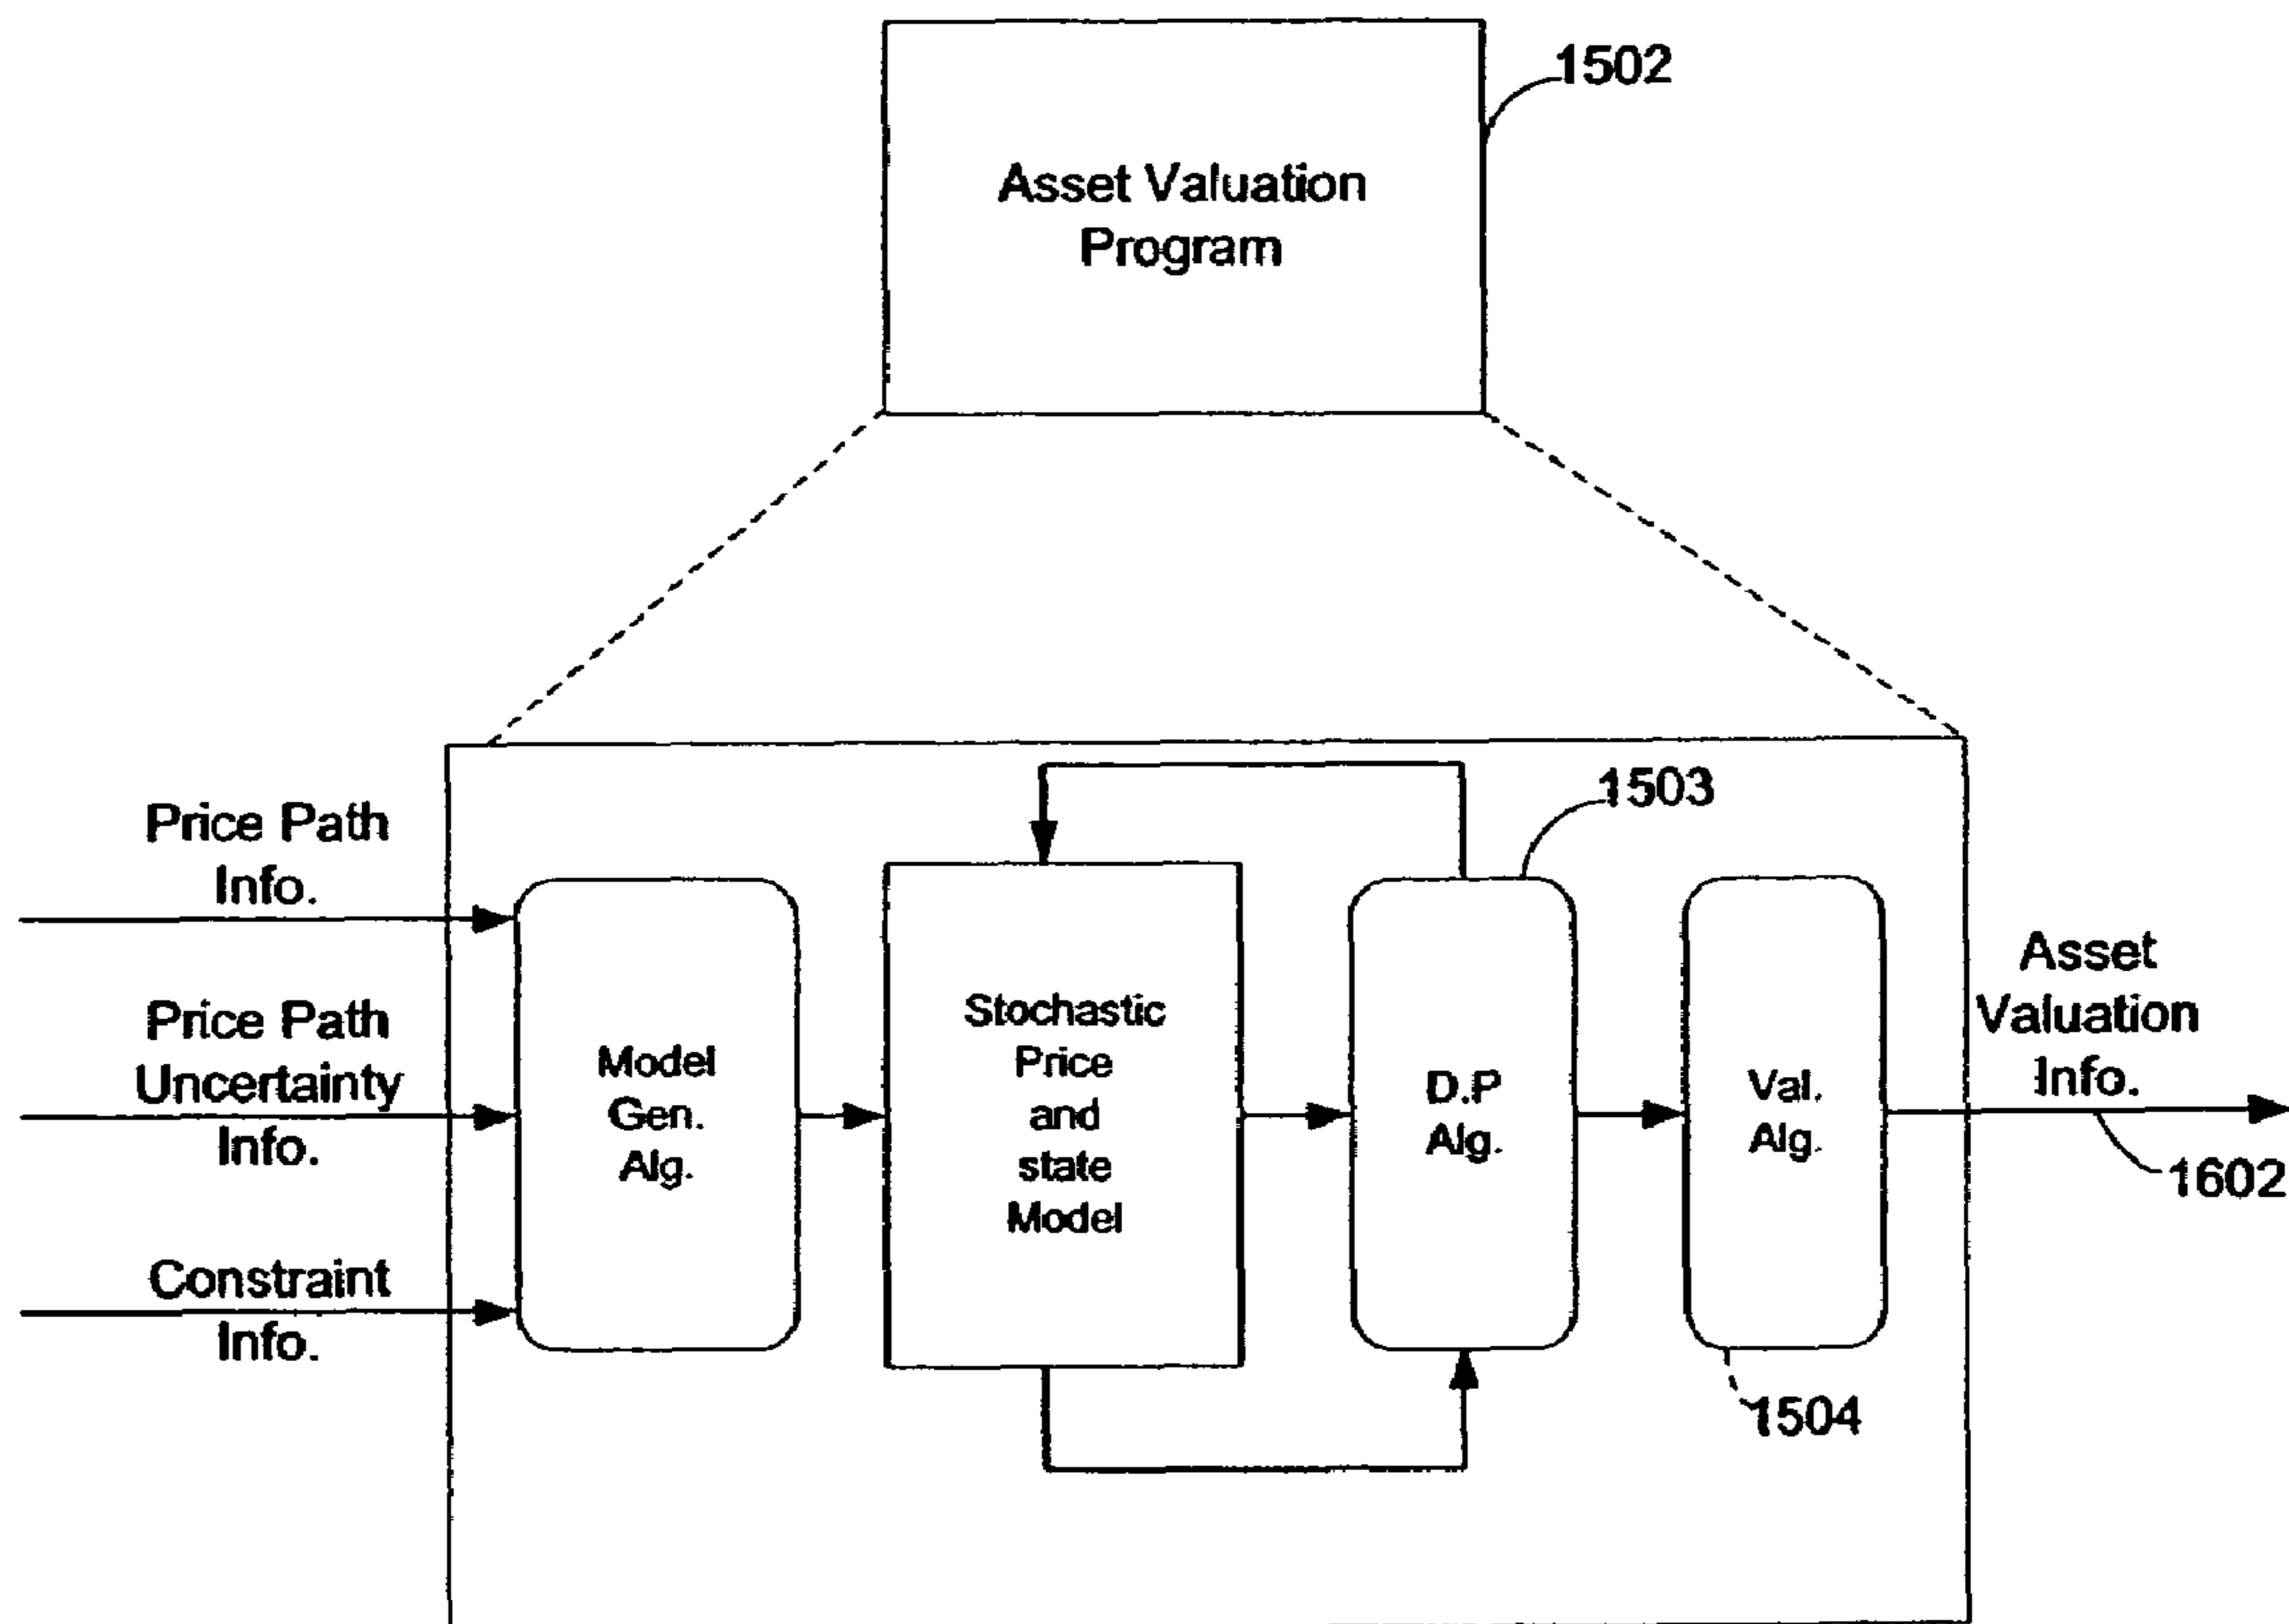 1502
Asset Valuation
Program
1503
Price Path
Info.
Price Path
Uncertainty
Info.
Constraint
Info.
Model
Gen.
Alg.
Stochastic
Price
and
state
Model
D.P
Alg.
Val.
Alg.
Asset
Valuation
Info.
1602
1504